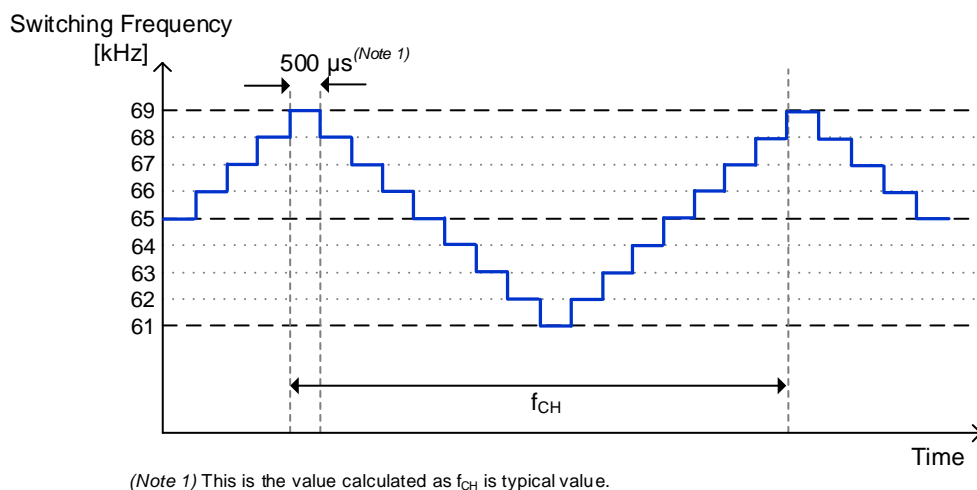 Switching Frequency
[kHz]
500 µs(Note 1)
69
68
67
66
65
64
63
62
61
fCH
Time
(Note 1) This is the value calculated as fCH is typical value.